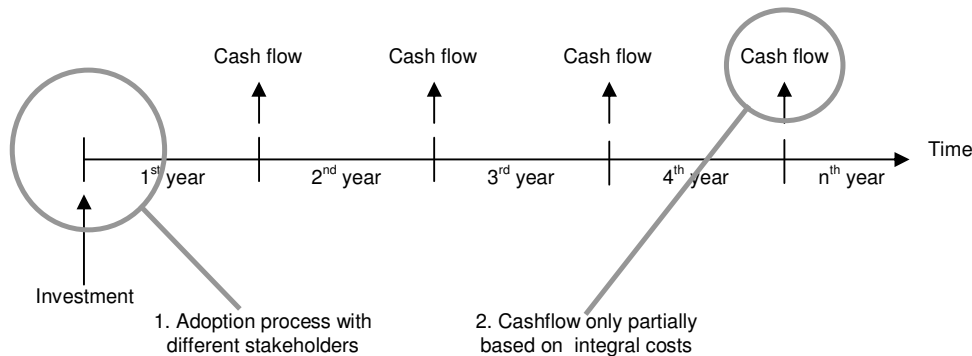 Cash flow Cash flow Cash flow Cash flow
Time
1st year 2nd year 3rd year 4th year nth year
Investment
1. Adoption process with
different stakeholders
2. Cashflow only partially
based on integral costs